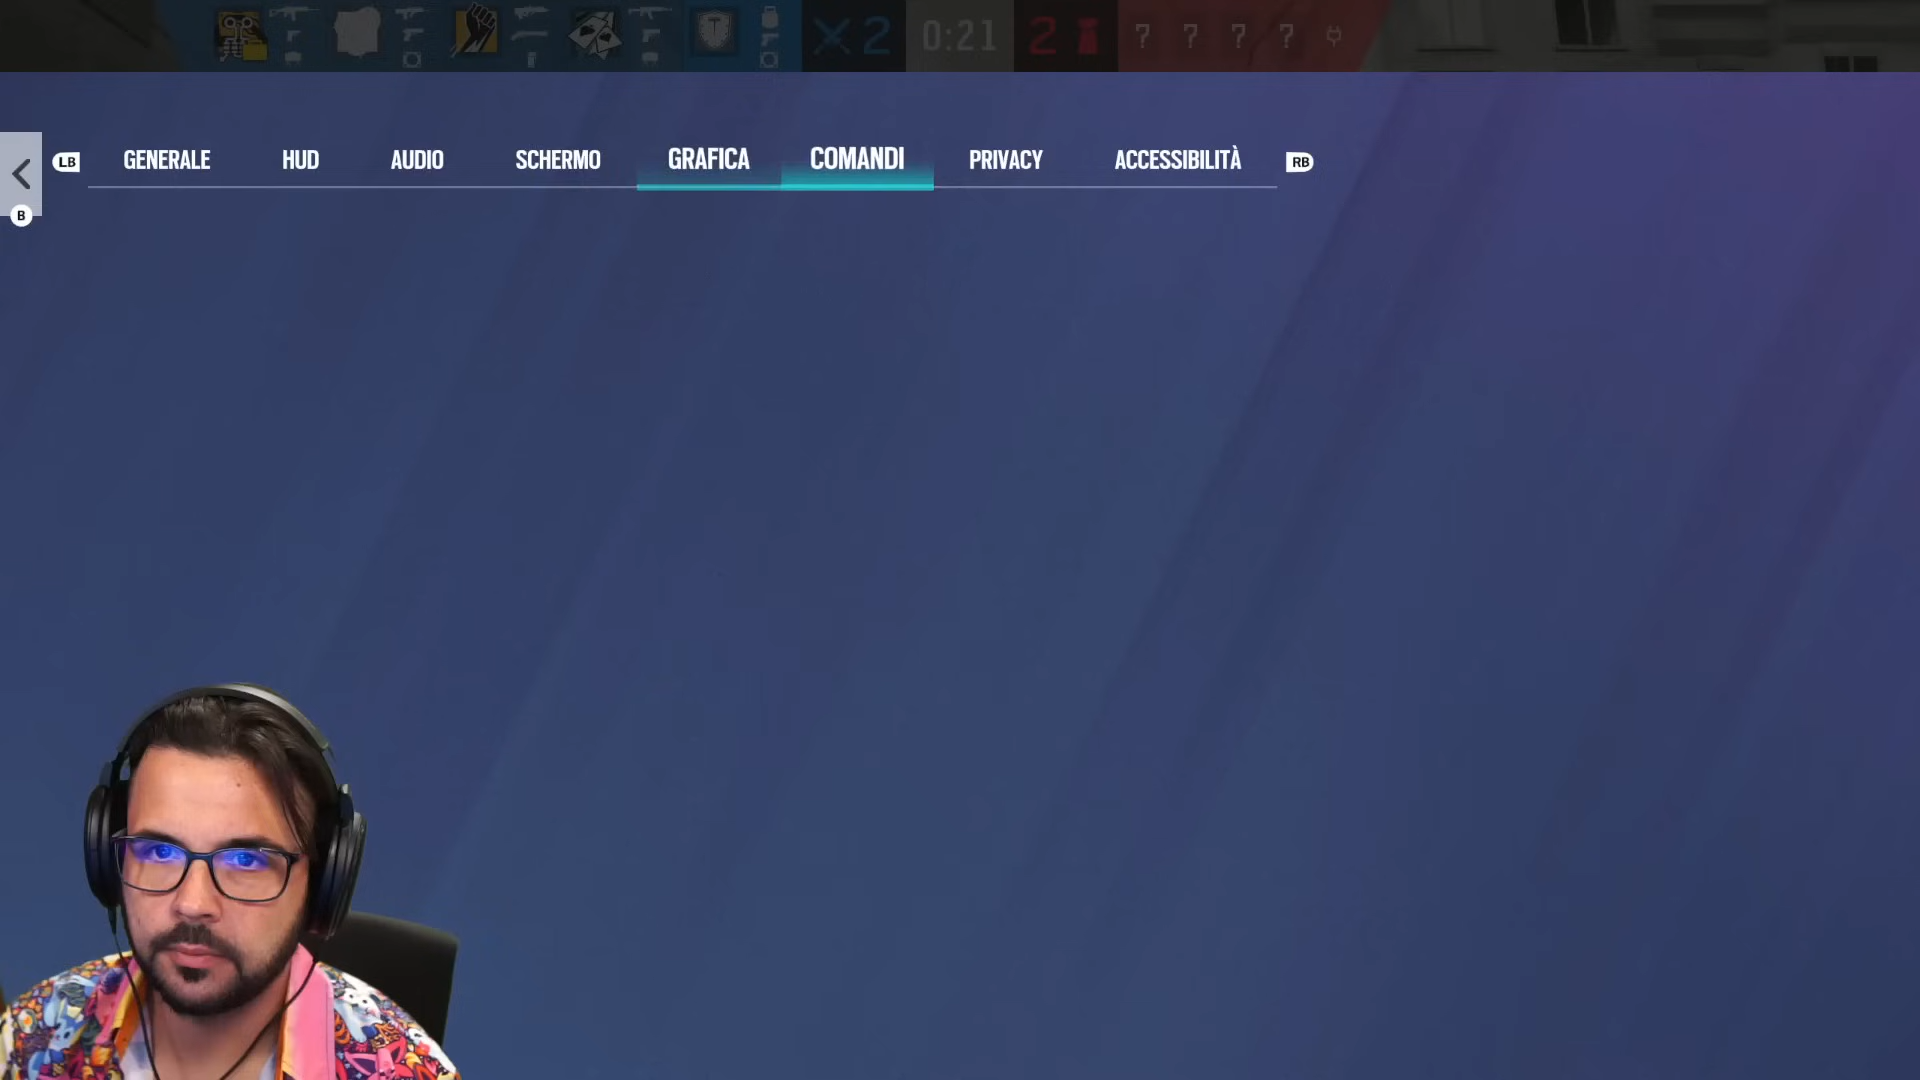 2 0:21 2 ? ? ? ?
LB GENERALE HUD AUDIO SCHERMO GRAFICA COMANDI PRIVACY ACCESSIBILITÀ RB
B